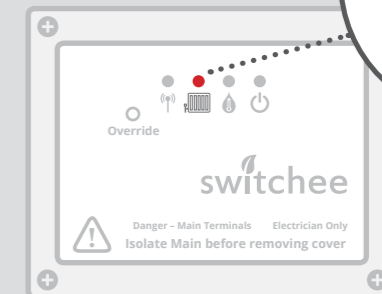 Override
switchee
Danger – Main Terminals Electrician Only
Isolate Main before removing cover